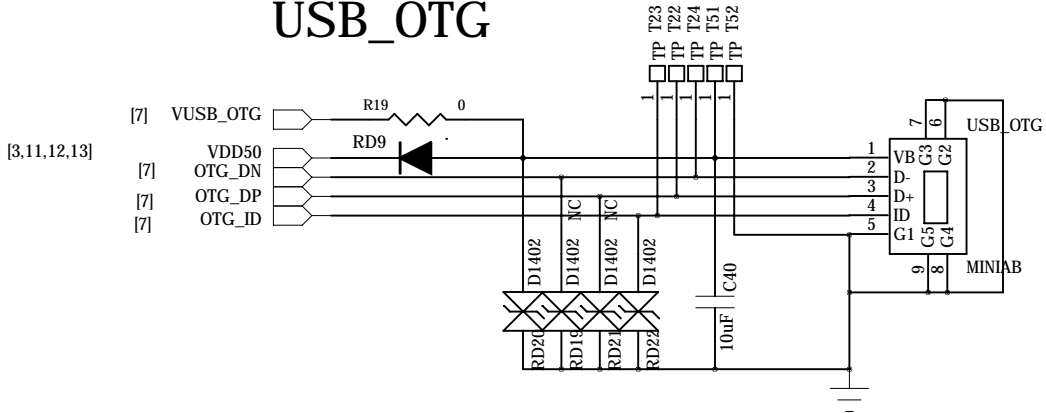 USB_OTG
TP T23
TP T22
TP T24
TP T51
TP T52
1 1 1 1 1
[7] VUSB_OTG R19 0
[3,11,12,13] VDD50 RD9
[7] OTG_DN
[7] OTG_DP
[7] OTG_ID
NC
NC
D1402
D1402
D1402
D1402
RD20
RD19
RD21
RD22
C40
10uF
7 6 USB_OTG
G3 G2
1 VB
2 D-
3 D+
4 ID
5 G1
G5 G4
9 8 MINIAB